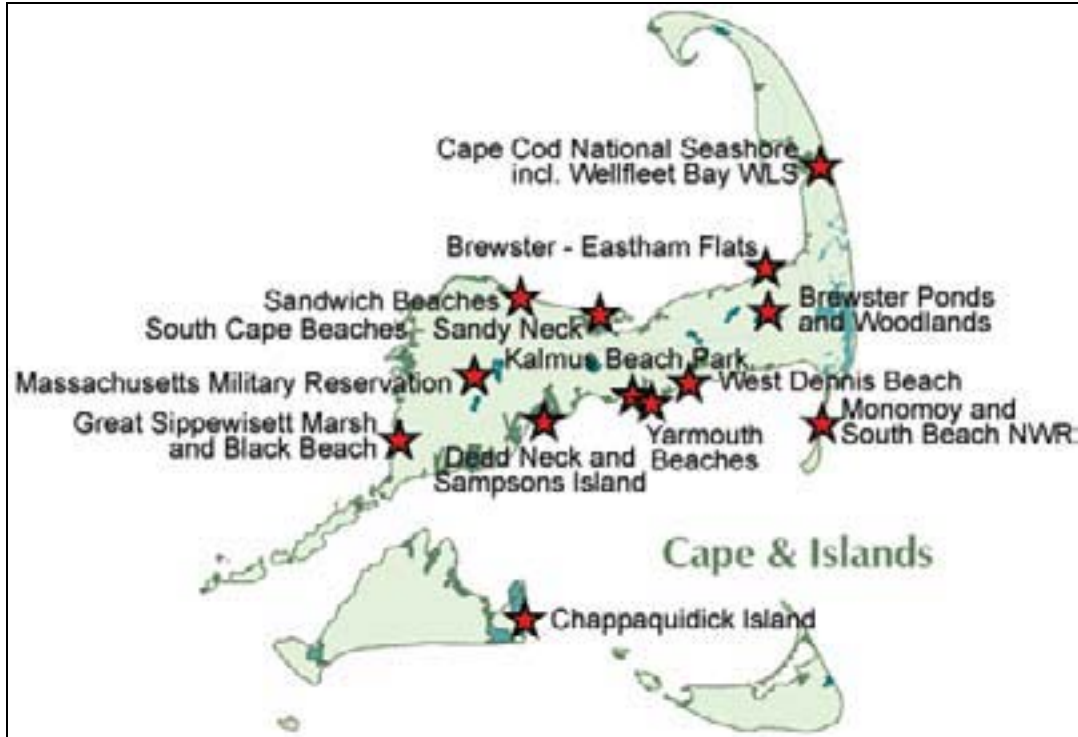 Cape Cod National Seashore
incl. Wellfleet Bay WLS
Brewster - Eastham Flats
Sandwich Beaches
Brewster Ponds
and Woodlands
South Cape Beaches
Sandy Neck
Kalmus Beach Park
Massachusetts Military Reservation
West Dennis Beach
Great Sippewisett Marsh
and Black Beach
Monomoy and
South Beach NWR
Yarmouth
Beaches
Dead Neck and
Sampsons Island
Cape & Islands
Chappaquidick Island